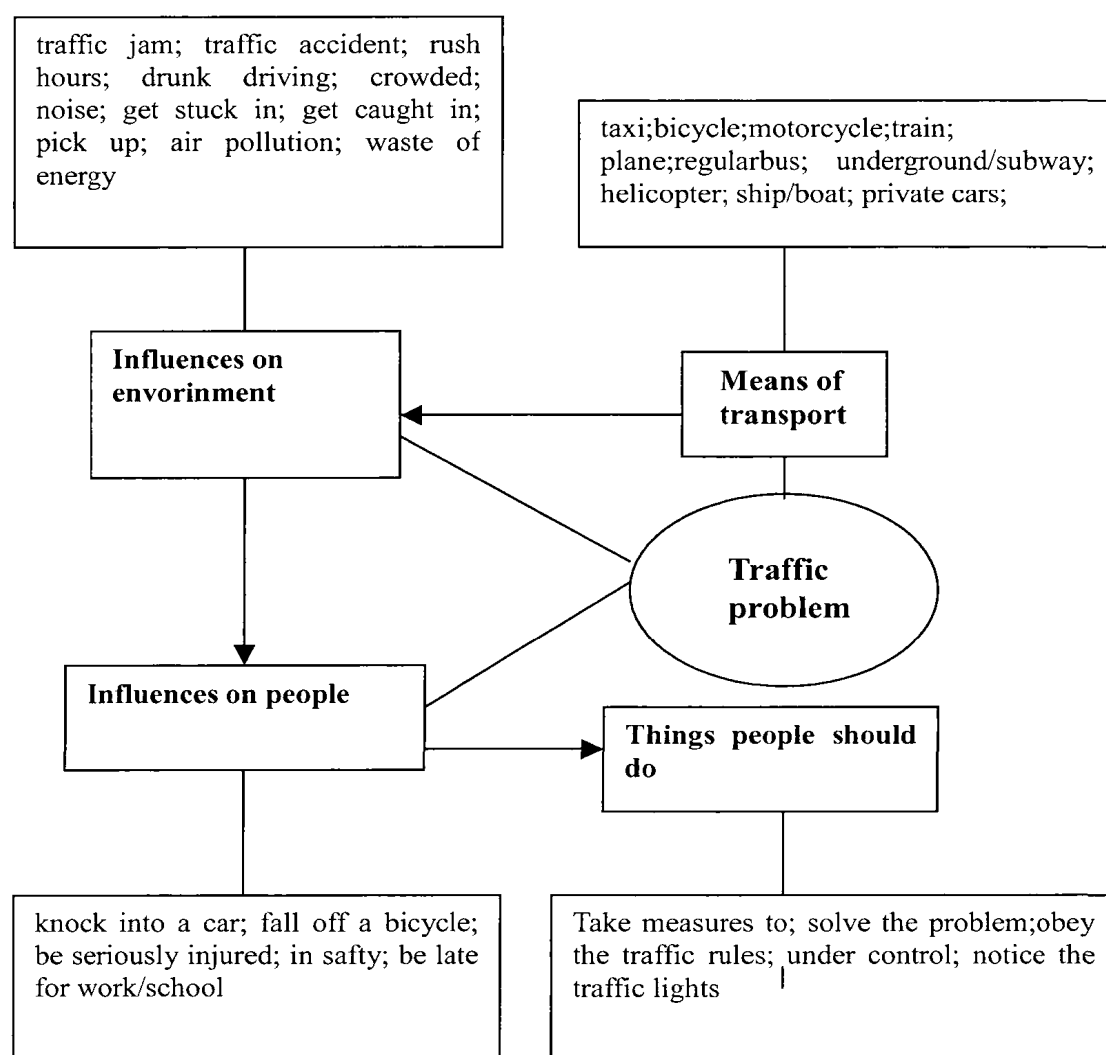 traffic jam; traffic accident; rush
hours; drunk driving; crowded;
noise; get stuck in; get caught in;
pick up; air pollution; waste of
energy
taxi;bicycle;motorcycle;train;
plane;regularbus; underground/subway;
helicopter; ship/boat; private cars;
Influences on
envorinment
Means of
transport
Traffic
problem
Influences on people
Things people should
do
knock into a car; fall off a bicycle;
be seriously injured; in safty; be late
for work/school
Take measures to; solve the problem;obey
the traffic rules; under control; notice the
traffic lights